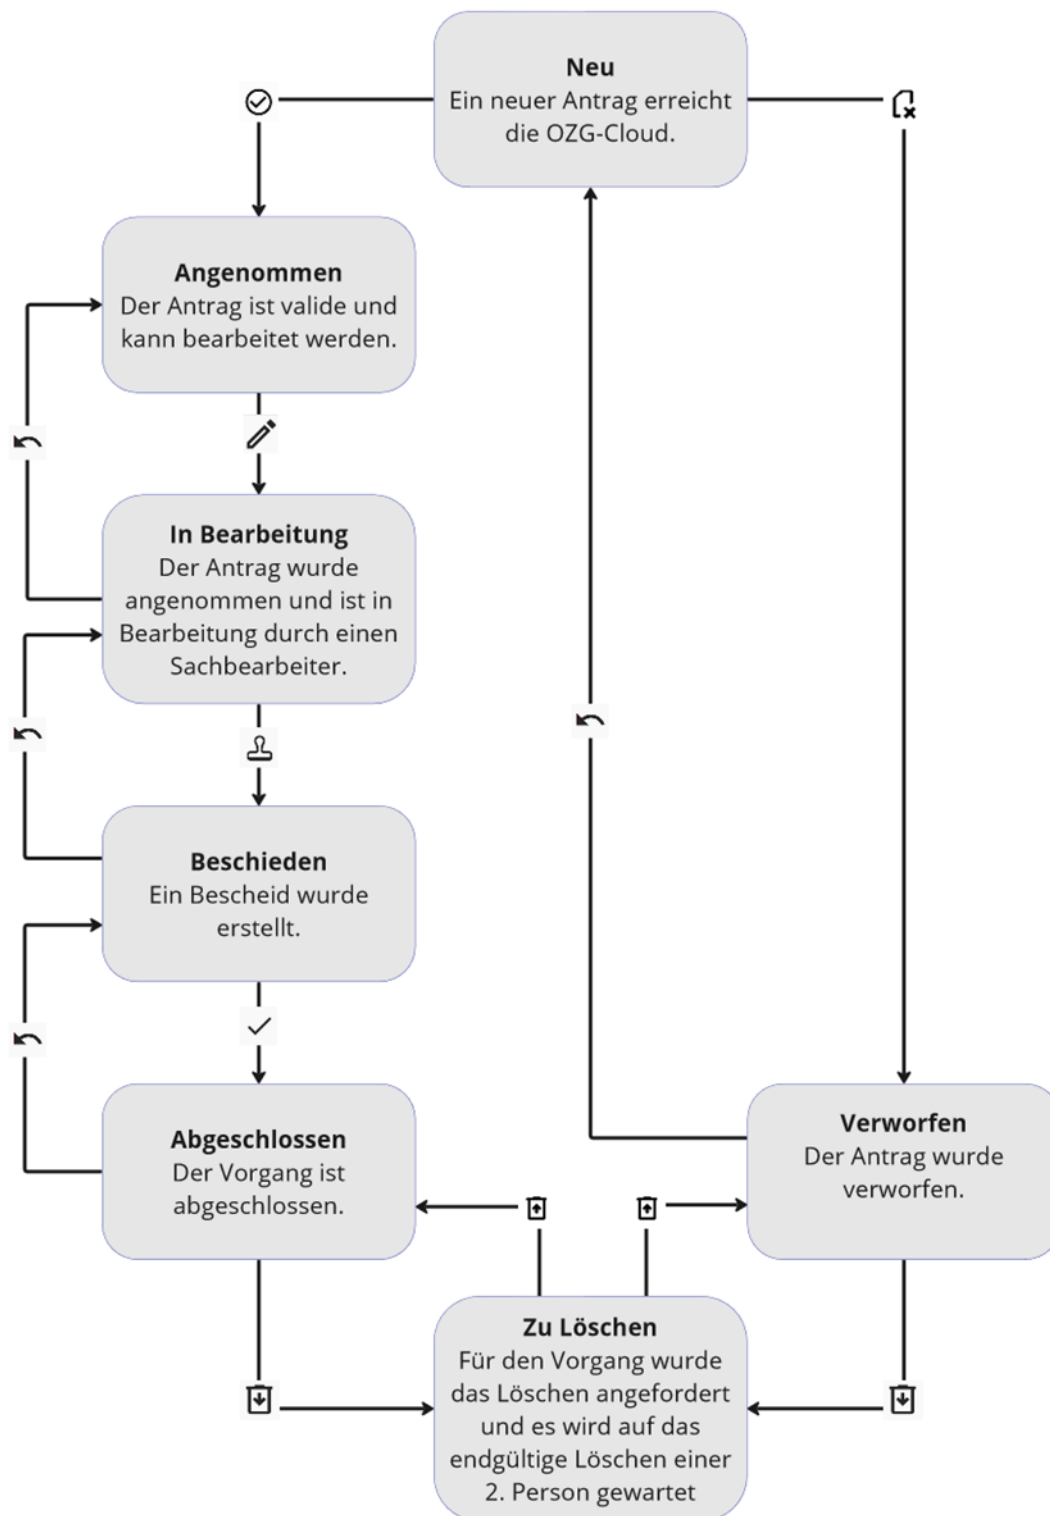 Neu
Ein neuer Antrag erreicht
die OZG-Cloud.
Angenommen
Der Antrag ist valide und
kann bearbeitet werden.
In Bearbeitung
Der Antrag wurde
angenommen und ist in
Bearbeitung durch einen
Sachbearbeiter.
Beschieden
Ein Bescheid wurde
erstellt.
Abgeschlossen
Der Vorgang ist
abgeschlossen.
Verworfen
Der Antrag wurde
verworfen.
Zu Löschen
Für den Vorgang wurde
das Löschen angefordert
und es wird auf das
endgültige Löschen einer
2. Person gewartet